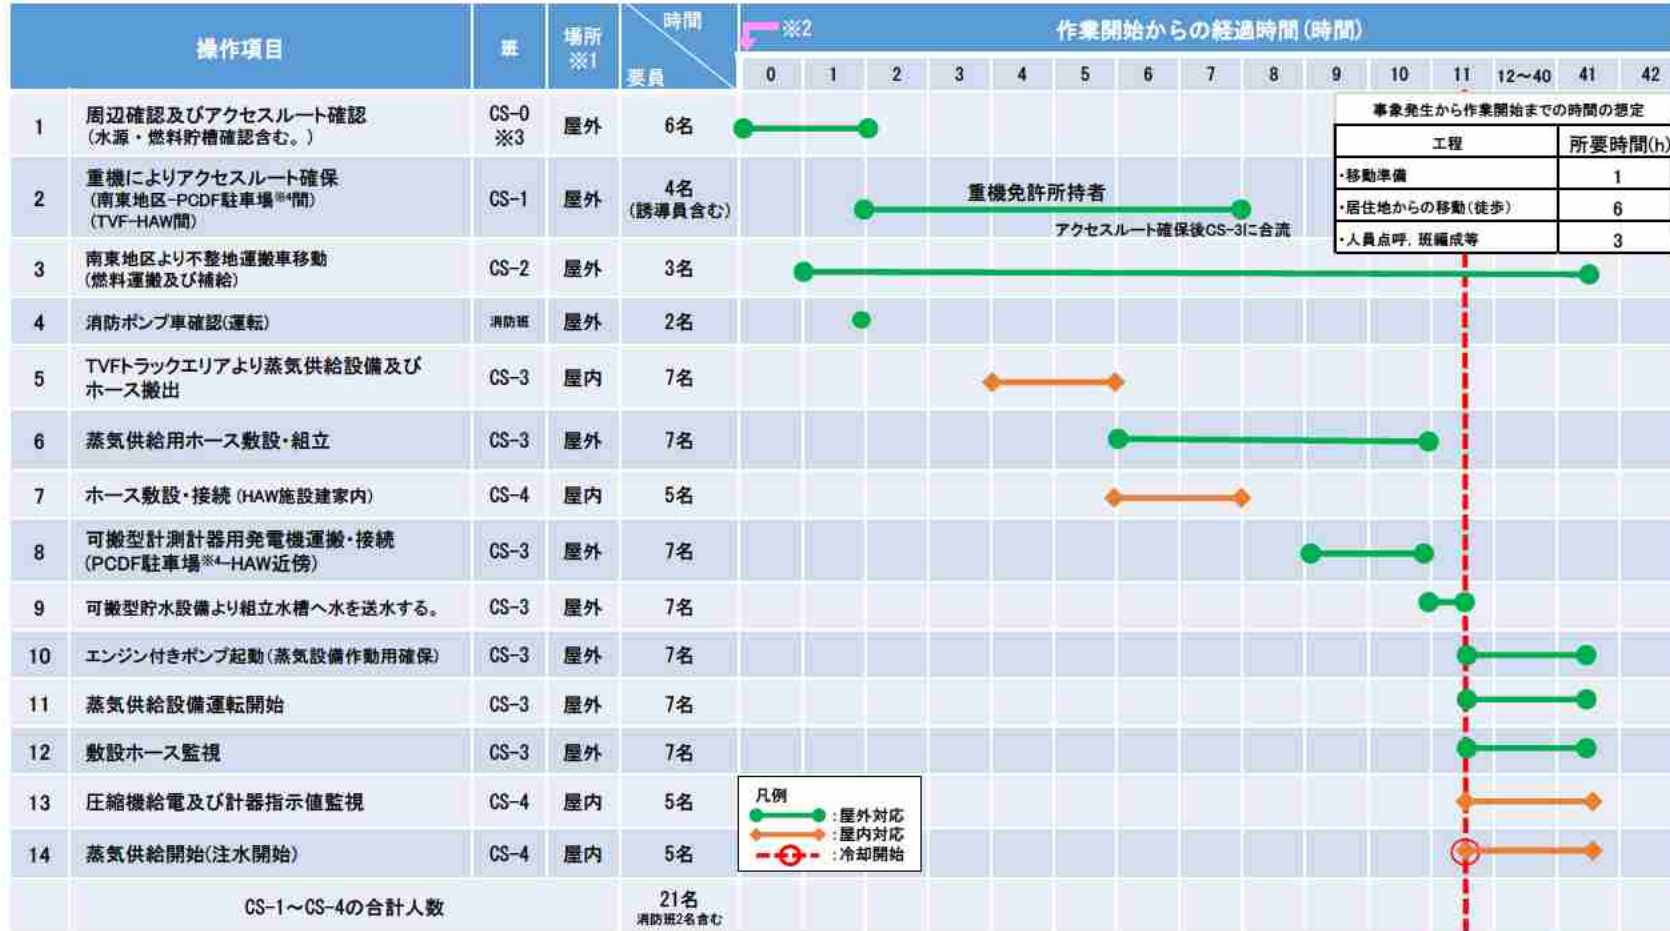 操作項目
班
場所
※1
時間
要員
※2
作業開始からの経過時間(時間)
0 1 2 3 4 5 6 7 8 9 10 11 12～40 41 42
事象発生から作業開始までの時間の想定
工程 所要時間(h)
・移動準備 1
・居住地からの移動(徒歩) 6
・人員点呼, 班編成等 3
1 周辺確認及びアクセスルート確認
(水源・燃料貯槽確認含む。)
CS-0
※3
屋外 6名
2 重機によりアクセスルート確保
(南東地区-PCDF駐車場※4間)
(TVF-HAW間)
CS-1 屋外 4名
(誘導員含む)
重機免許所持者
アクセスルート確保後CS-3に合流
3 南東地区より不整地運搬車移動
(燃料運搬及び補給)
CS-2 屋外 3名
4 消防ポンプ車確認(運転) 消防班 屋外 2名
5 TVFトラックエリアより蒸気供給設備及び
ホース搬出
CS-3 屋内 7名
6 蒸気供給用ホース敷設・組立 CS-3 屋外 7名
7 ホース敷設・接続 (HAW施設建家内) CS-4 屋内 5名
8 可搬型計測計器用発電機運搬・接続
(PCDF駐車場※4-HAW近傍)
CS-3 屋外 7名
9 可搬型貯水設備より組立水槽へ水を送水する。 CS-3 屋外 7名
10 エンジン付きポンプ起動(蒸気設備作動用確保) CS-3 屋外 7名
11 蒸気供給設備運転開始 CS-3 屋外 7名
12 敷設ホース監視 CS-3 屋外 7名
13 圧縮機給電及び計器指示値監視 CS-4 屋内 5名
14 蒸気供給開始(注水開始) CS-4 屋内 5名
凡例
:屋外対応
:屋内対応
:冷却開始
CS-1～CS-4の合計人数 21名
消防班2名含む